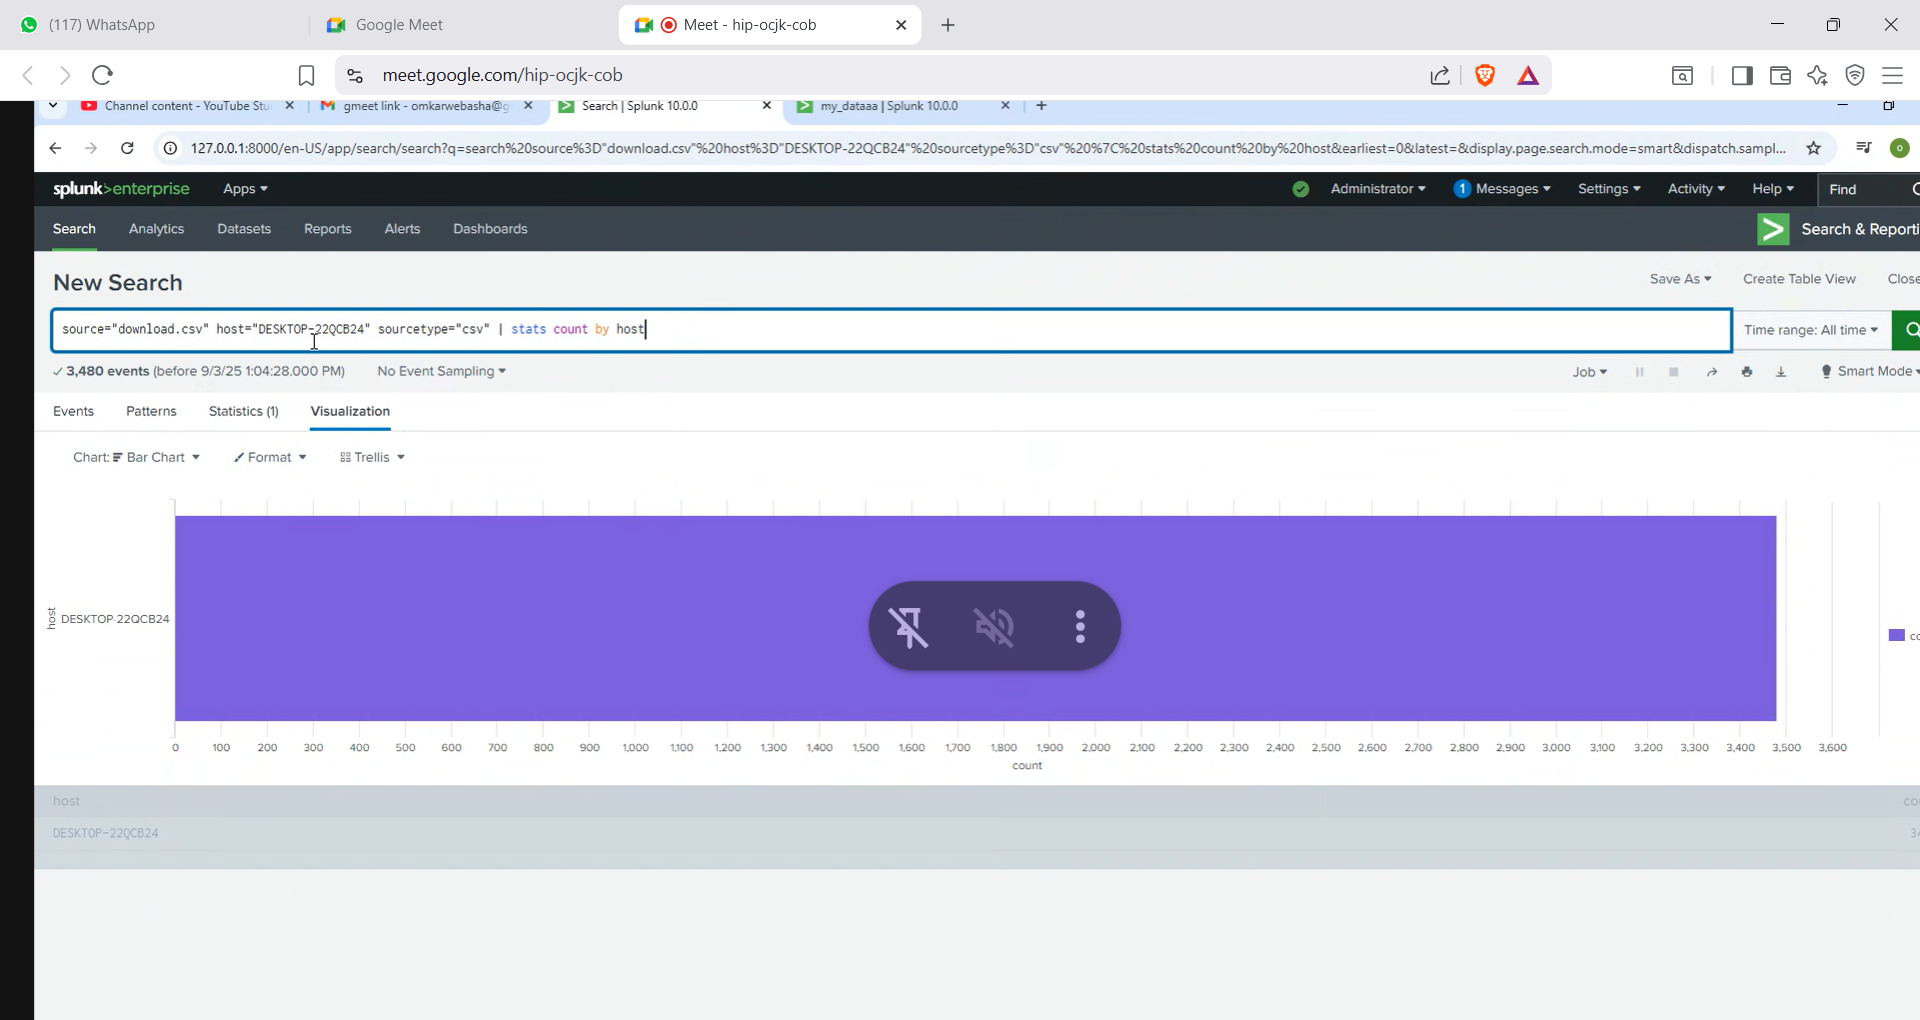 (117) WhatsApp
Google Meet
Meet - hip-ocjk-cob
meet.google.com/hip-ocjk-cob
Channel content - YouTube Stu
gmeet link - omkarwebasha@g
Search | Splunk 10.0.0
my_dataaa | Splunk 10.0.0
127.0.0.1:8000/en-US/app/search/search?q=search%20source%3D"download.csv"%20host%3D"DESKTOP-22QCB24"%20sourcetype%3D"csv"%20%7C%20stats%20count%20by%20host&earliest=0&latest=&display.page.search.mode=smart&dispatch.sampl...
o
splunk>enterprise Apps
1 Messages
Administrator Settings Activity Help Find
Search Analytics Datasets Reports Alerts Dashboards
Search & Reporti
New Search
Save As Create Table View Close
source="download.csv" host="DESKTOP-22QCB24" sourcetype="csv" | stats count by host
Time range: All time
3,480 events (before 9/3/25 1:04:28.000 PM) No Event Sampling
Job Smart Mode
Events Patterns Statistics (1) Visualization
Chart: Bar Chart Format Trellis
host
DESKTOP-22QCB24
co
0 100 200 300 400 500 600 700 800 900 1,000 1,100 1,200 1,300 1,400 1,500 1,600 1,700 1,800 1,900 2,000 2,100 2,200 2,300 2,400 2,500 2,600 2,700 2,800 2,900 3,000 3,100 3,200 3,300 3,400 3,500 3,600
count
host co
DESKTOP-22QCB24 34